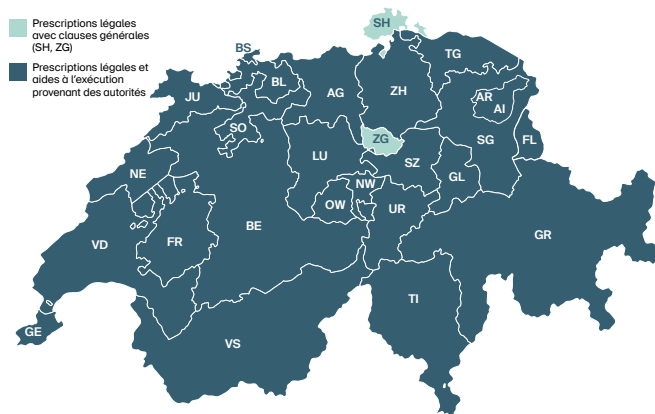 Prescriptions légales
avec clauses générales
(SH, ZG)
Prescriptions légales et
aides à l'exécution
provenant des autorités
SH
BS
TG
BL
JU
AG
ZH
AR
AI
SO
ZG
SG
FL
LU
SZ
NE
GL
NW
OW
UR
BE
GR
VD
FR
TI
GE
VS